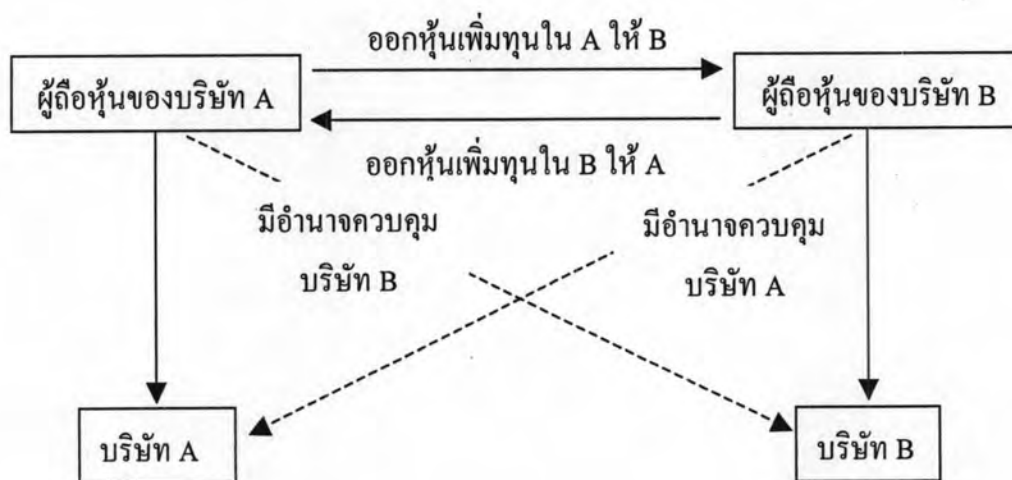 ออกหุ้นเพิ่มทุนใน A ให้ B
ผู้ถือหุ้นของบริษัท A
ผู้ถือหุ้นของบริษัท B
ออกหุ้นเพิ่มทุนใน B ให้ A
มีอำนาจควบคุม
บริษัท B
มีอำนาจควบคุม
บริษัท A
บริษัท A
บริษัท B